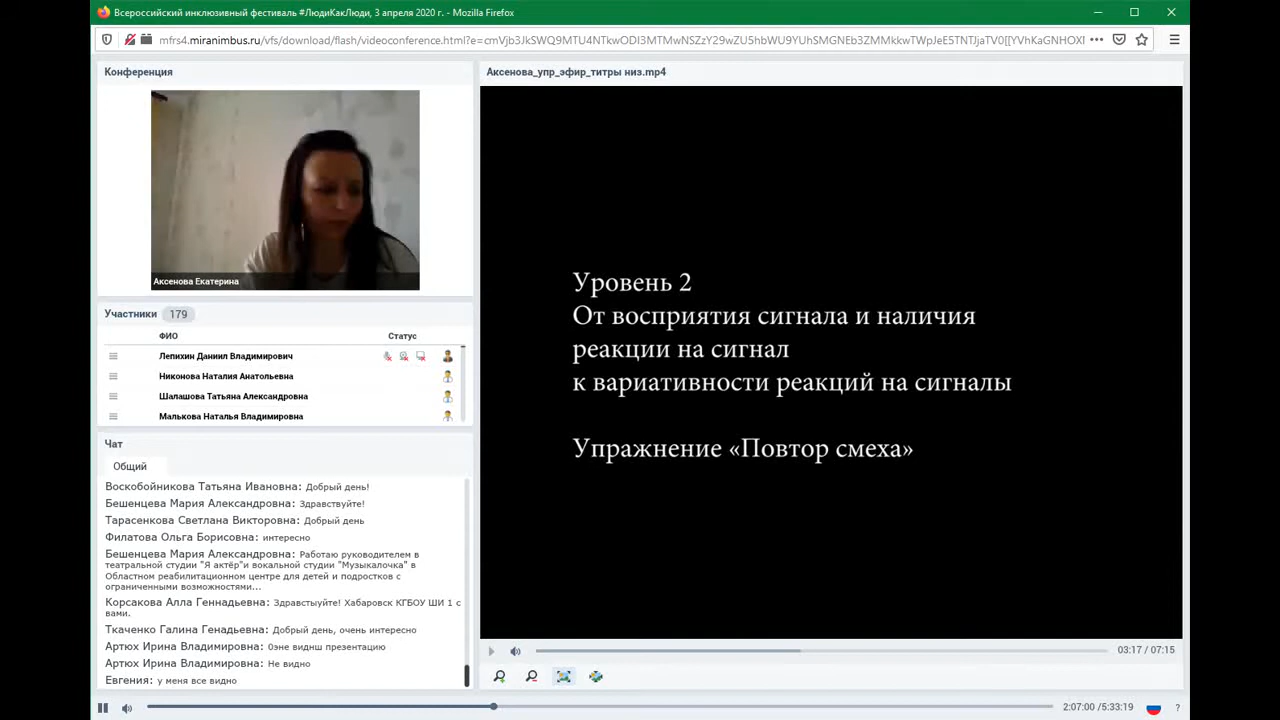 Всероссийский инклюзивный фестиваль #ЛюдиКакЛюди, 3 апреля 2020 г. - Mozilla Firefox
mfrs4.miranimbus.ru/vfs/download/flash/videoconference.html?e=
Конференция
Аксенова Екатерина
Участники 179
ФИО Статус
Лепихин Даниил Владимирович
Никонова Наталия Анатольевна
Шалашова Татьяна Александровна
Малькова Наталья Владимировна
Чат
Общий
Воскобойникова Татьяна Ивановна: Добрый день!
Бешенцева Мария Александровна: Здравствуйте!
Тарасенкова Светлана Викторовна: Добрый день
Филатова Ольга Борисовна: интересно
Бешенцева Мария Александровна: Работаю руководителем в
театральной студии "Я актёр"и вокальной студии "Музыкалочка" в
Областном реабилитационном центре для детей и подростков с
ограниченными возможностями...
Корсакова Алла Геннадьевна: Здравстыуйте! Хабаровск КГБОУ ШИ 1 с
вами.
Ткаченко Галина Генадьевна: Добрый день, очень интересно
Артюх Ирина Владимировна: 0эне виднш презентацию
Артюх Ирина Владимировна: Не видно
Евгения: у меня все видно
Аксенова_упр_эфир_титры низ.mp4
Уровень 2
От восприятия сигнала и наличия
реакции на сигнал
к вариативности реакций на сигналы
Упражнение «Повтор смеха»
03:17 / 07:15
2:07:00 /5:33:19
?